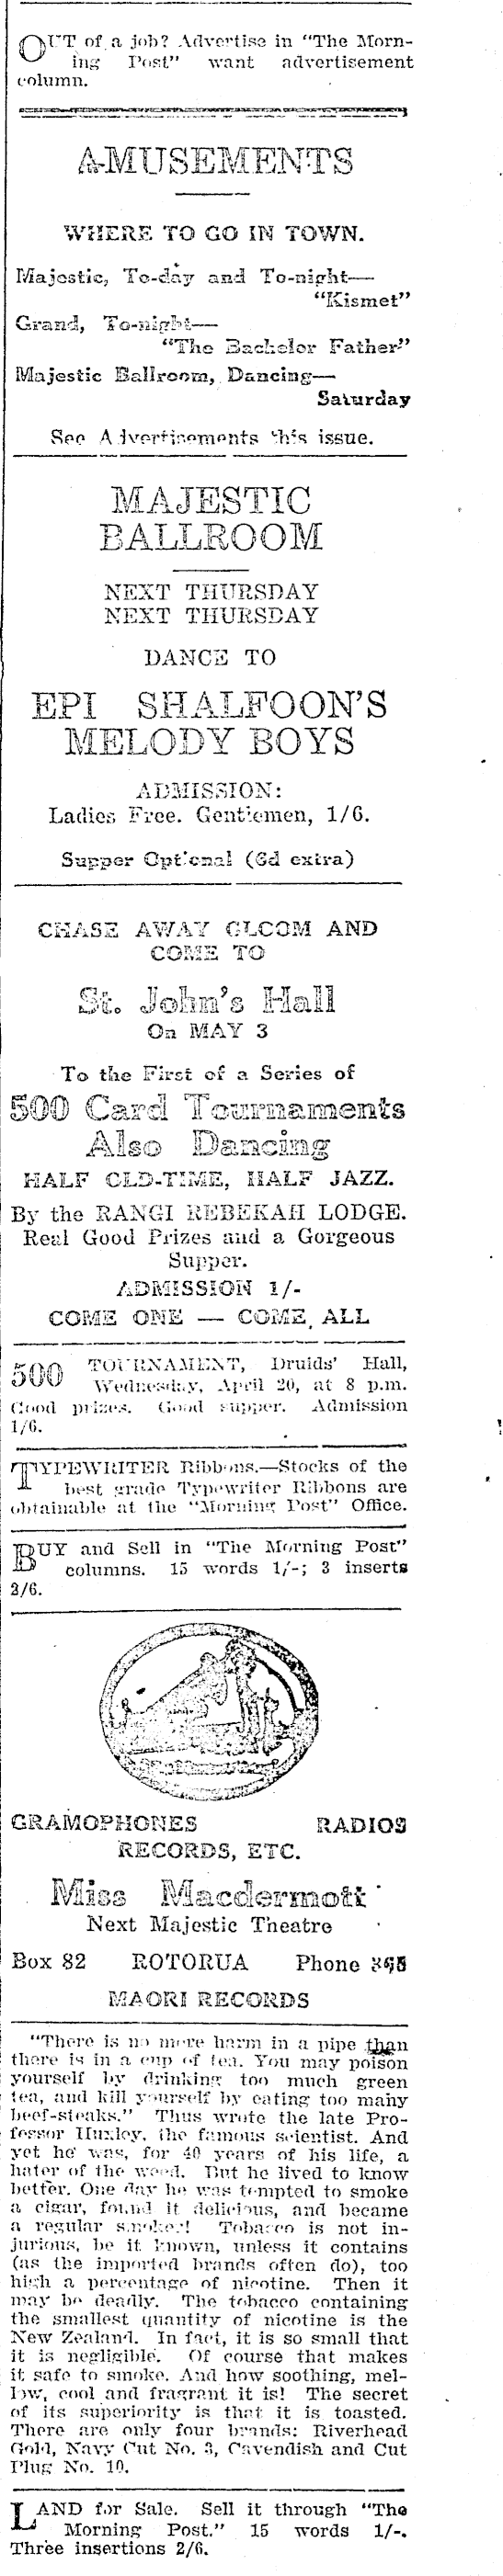 OUT of a job? Advertise in "The Morn-
ing Post" want advertisement
column.
AMUSEMENTS
WHERE TO GO IN TOWN.
Majestic, To-day and To-night—
"Kismet"
Grand, To-night—
"The Bachelor Father"
Majestic Ballroom, Dancing—
Saturday
See Advertisements this issue.
MAJESTIC
BALLROOM
NEXT THURSDAY
NEXT THURSDAY
DANCE TO
EPI SHALFOON'S
MELODY BOYS
ADMISSION:
Ladies Free. Gentlemen, 1/6.
Supper Optional (6d extra)
CHASE AWAY GLOOM AND
COME TO
St. John's Hall
On MAY 3
To the First of a Series of
500 Card Tournaments
Also Dancing
HALF OLD-TIME, HALF JAZZ.
By the RANGI REBEKAH LODGE.
Real Good Prizes and a Gorgeous
Supper.
ADMISSION 1/-
COME ONE — COME, ALL
500 TOURNAMENT, Druids' Hall,
Wednesday, April 20, at 8 p.m.
Good prizes. Good supper. Admission
1/6.
TYPEWRITER Ribbons.—Stocks of the
best grade Typewriter Ribbons are
obtainable at the "Morning Post" Office.
BUY and Sell in "The Morning Post"
columns. 15 words 1/-; 3 inserts
2/6.
GRAMOPHONES RADIOS
RECORDS, ETC.
Miss Macdermott
Next Majestic Theatre
Box 82 ROTORUA Phone
MAORI RECORDS
"There is no more harm in a pipe than
there is in a cup of tea. You may poison
yourself by drinking too much green
tea, and kill yourself by eating too many
beef-steaks." Thus wrote the late Pro-
fessor Huxley, the famous scientist. And
yet he was, for 40 years of his life, a
hater of the weed. But he lived to know
better. One day he was tempted to smoke
a cigar, found it delicious, and became
a regular smoker! Tobacco is not in-
jurious, be it known, unless it contains
(as the imported brands often do), too
high a percentage of nicotine. Then it
may be deadly. The tobacco containing
the smallest quantity of nicotine is the
New Zealand. In fact, it is so small that
it is negligible. Of course that makes
it safe to smoke. And how soothing, mel-
low, cool and fragrant it is! The secret
of its superiority is that it is toasted.
There are only four brands: Riverhead
Gold, Navy Cut No. 3, Cavendish and Cut
Plug No. 10.
LAND for Sale. Sell it through "The
Morning Post." 15 words 1/-.
Three insertions 2/6.